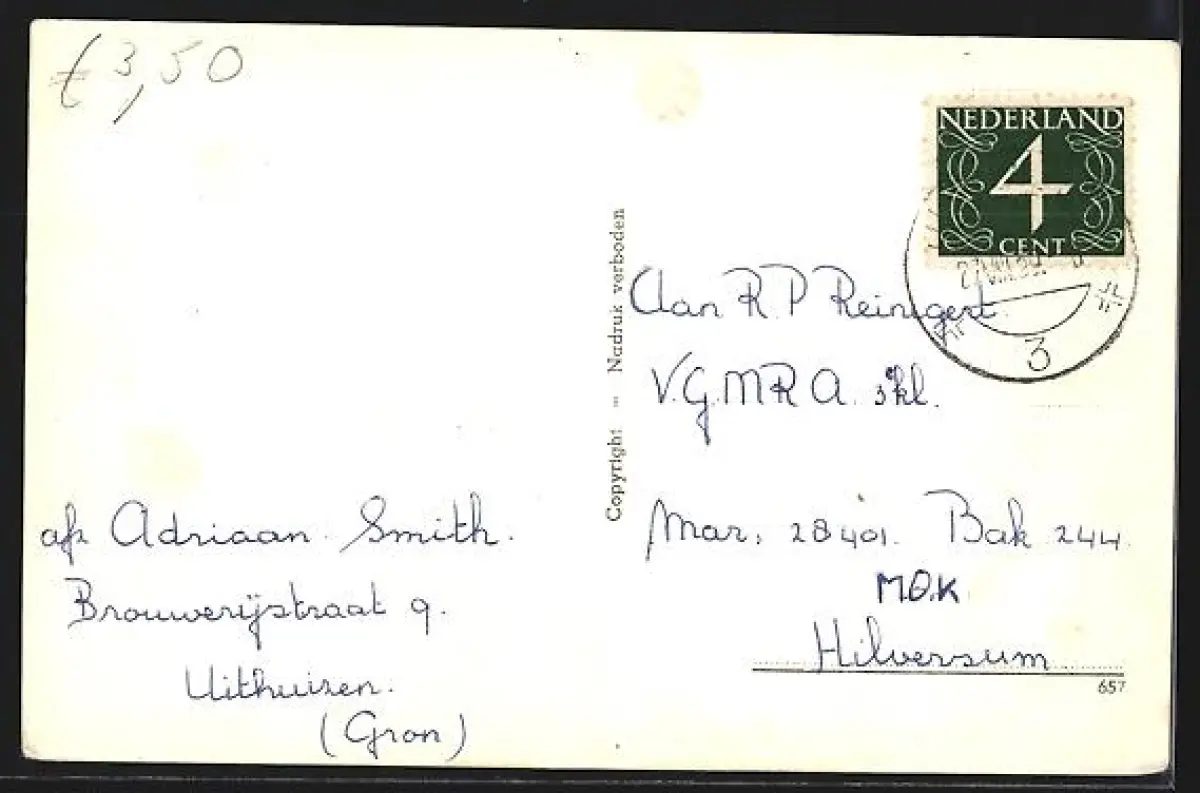 € 3,50
NEDERLAND
4
CENT
3
Copyright – Nadruk verboden
Aan R P Reinigert.
V.G.M.R A. 3kl.
Mar. 28401. Bak 244.
M.O.K
Hilversum
657
afz Adriaan Smith.
Brouwerijstraat 9.
Uithuizen.
(Gron)